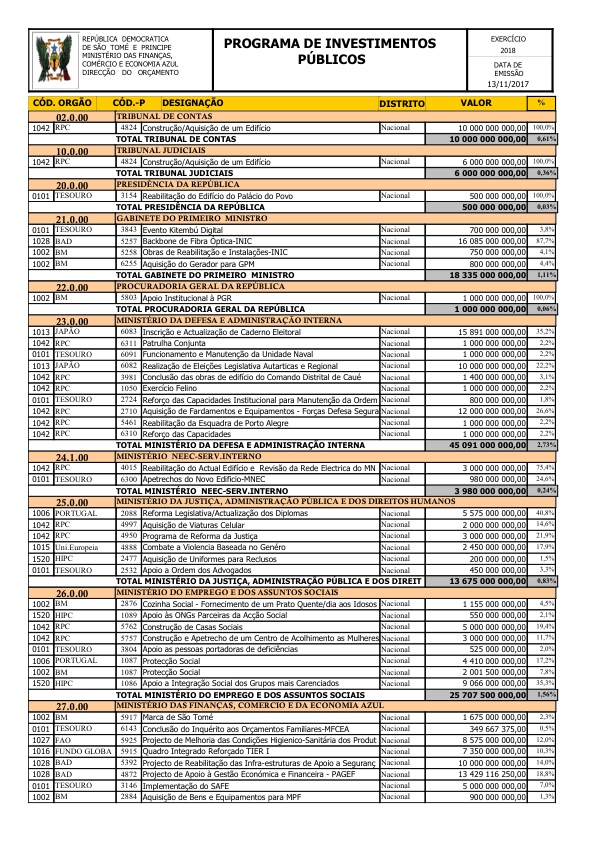 REPÚBLICA DEMOCRATICA
DE SÃO TOMÉ E PRINCIPE
MINISTÉRIO DAS FINANÇAS,
COMÉRCIO E ECONOMIA AZUL
DIRECÇÃO DO ORÇAMENTO
PROGRAMA DE INVESTIMENTOS
PÚBLICOS
EXERCÍCIO
2018
DATA DE
EMISSÃO
13/11/2017
CÓD. ORGÃO CÓD.-P DESIGNAÇÃO DISTRITO VALOR %
02.0.00 TRIBUNAL DE CONTAS
1042 RPC 4824 Construção/Aquisição de um Edifício Nacional 10 000 000 000,00 100,0%
TOTAL TRIBUNAL DE CONTAS 10 000 000 000,00 0,61%
10.0.00 TRIBUNAL JUDICIAIS
1042 RPC 4824 Construção/Aquisição de um Edifício Nacional 6 000 000 000,00 100,0%
TOTAL TRIBUNAL JUDICIAIS 6 000 000 000,00 0,36%
20.0.00 PRESIDÊNCIA DA REPÚBLICA
0101 TESOURO 3154 Reabilitação do Edifício do Palácio do Povo Nacional 500 000 000,00 100,0%
TOTAL PRESIDÊNCIA DA REPÚBLICA 500 000 000,00 0,03%
21.0.00 GABINETE DO PRIMEIRO MINISTRO
0101 TESOURO 3843 Evento Kitembú Digital Nacional 700 000 000,00 3,8%
1028 BAD 5257 Backbone de Fibra Óptica-INIC Nacional 16 085 000 000,00 87,7%
1002 BM 5258 Obras de Reabilitação e Instalações-INIC Nacional 750 000 000,00 4,1%
1002 BM 6255 Aquisição do Gerador para GPM Nacional 800 000 000,00 4,4%
TOTAL GABINETE DO PRIMEIRO MINISTRO 18 335 000 000,00 1,11%
22.0.00 PROCURADORIA GERAL DA REPÚBLICA
1002 BM 5803 Apoio Institucional à PGR Nacional 1 000 000 000,00 100,0%
TOTAL PROCURADORIA GERAL DA REPÚBLICA 1 000 000 000,00 0,06%
23.0.00 MINISTÉRIO DA DEFESA E ADMINISTRAÇÃO INTERNA
1013 JAPÃO 6083 Inscrição e Actualização de Caderno Eleitoral Nacional 15 891 000 000,00 35,2%
1042 RPC 6311 Patrulha Conjunta Nacional 1 000 000 000,00 2,2%
0101 TESOURO 6091 Funcionamento e Manutenção da Unidade Naval Nacional 1 000 000 000,00 2,2%
1013 JAPÃO 6082 Realização de Eleições Legislativa Autarticas e Regional Nacional 10 000 000 000,00 22,2%
1042 RPC 3981 Conclusão das obras de edifício do Comando Distrital de Caué Nacional 1 400 000 000,00 3,1%
1042 RPC 1050 Exercício Felino Nacional 1 000 000 000,00 2,2%
0101 TESOURO 2724 Reforço das Capacidades Institucional para Manutenção da Ordem Nacional 800 000 000,00 1,8%
1042 RPC 2710 Aquisição de Fardamentos e Equipamentos - Forças Defesa Segura Nacional 12 000 000 000,00 26,6%
1042 RPC 5461 Reabilitação da Esquadra de Porto Alegre Nacional 1 000 000 000,00 2,2%
1042 RPC 6310 Reforço das Capacidades Nacional 1 000 000 000,00 2,2%
TOTAL MINISTÉRIO DA DEFESA E ADMINISTRAÇÃO INTERNA 45 091 000 000,00 2,73%
24.1.00 MINISTÉRIO NEEC-SERV.INTERNO
1042 RPC 4015 Reabilitação do Actual Edifício e Revisão da Rede Electrica do MN Nacional 3 000 000 000,00 75,4%
0101 TESOURO 6300 Apetrechos do Novo Edificio-MNEC Nacional 980 000 000,00 24,6%
TOTAL MINISTÉRIO NEEC-SERV.INTERNO 3 980 000 000,00 0,24%
25.0.00 MINISTÉRIO DA JUSTIÇA, ADMINISTRAÇÃO PÚBLICA E DOS DIREITOS HUMANOS
1006 PORTUGAL 2088 Reforma Legislativa/Actualização dos Diplomas Nacional 5 575 000 000,00 40,8%
1042 RPC 4997 Aquisição de Viaturas Celular Nacional 2 000 000 000,00 14,6%
1042 RPC 4950 Programa de Reforma da Justiça Nacional 3 000 000 000,00 21,9%
1015 Uni.Europeia 4888 Combate a Violencia Baseada no Genéro Nacional 2 450 000 000,00 17,9%
1520 HIPC 2477 Aquisição de Uniformes para Reclusos Nacional 200 000 000,00 1,5%
0101 TESOURO 2532 Apoio a Ordem dos Advogados Nacional 450 000 000,00 3,3%
TOTAL MINISTÉRIO DA JUSTIÇA, ADMINISTRAÇÃO PÚBLICA E DOS DIREIT 13 675 000 000,00 0,83%
26.0.00 MINISTÉRIO DO EMPREGO E DOS ASSUNTOS SOCIAIS
1002 BM 2876 Cozinha Social - Fornecimento de um Prato Quente/dia aos Idosos Nacional 1 155 000 000,00 4,5%
1520 HIPC 1089 Apoio às ONGs Parceiras da Acção Social Nacional 550 000 000,00 2,1%
1042 RPC 5762 Construção de Casas Sociais Nacional 5 000 000 000,00 19,4%
1042 RPC 5757 Construção e Apetrecho de um Centro de Acolhimento as Mulheres Nacional 3 000 000 000,00 11,7%
0101 TESOURO 3804 Apoio as pessoas portadoras de deficiências Nacional 525 000 000,00 2,0%
1006 PORTUGAL 1087 Protecção Social Nacional 4 410 000 000,00 17,2%
1002 BM 1087 Protecção Social Nacional 2 001 500 000,00 7,8%
1520 HIPC 1086 Apoio a Integração Social dos Grupos mais Carenciados Nacional 9 066 000 000,00 35,3%
TOTAL MINISTÉRIO DO EMPREGO E DOS ASSUNTOS SOCIAIS 25 707 500 000,00 1,56%
27.0.00 MINISTÉRIO DAS FINANÇAS, COMERCIO E DA ECONOMIA AZUL
1002 BM 5917 Marca de São Tomé Nacional 1 675 000 000,00 2,3%
0101 TESOURO 6143 Conclusão do Inquérito aos Orçamentos Familiares-MFCEA Nacional 349 667 375,00 0,5%
1027 FAO 5925 Projecto de Melhoria das Condições Higienico-Sanitária dos Produt Nacional 8 575 000 000,00 12,0%
1016 FUNDO GLOBA 5915 Quadro Integrado Reforçado TIER I Nacional 7 350 000 000,00 10,3%
1028 BAD 5392 Projecto de Reabilitação das Infra-estruturas de Apoio a Seguranç Nacional 10 000 000 000,00 14,0%
1028 BAD 4872 Projecto de Apoio à Gestão Económica e Financeira - PAGEF Nacional 13 429 116 250,00 18,8%
0101 TESOURO 3146 Implementação do SAFE Nacional 5 000 000 000,00 7,0%
1002 BM 2884 Aquisição de Bens e Equipamentos para MPF Nacional 900 000 000,00 1,3%